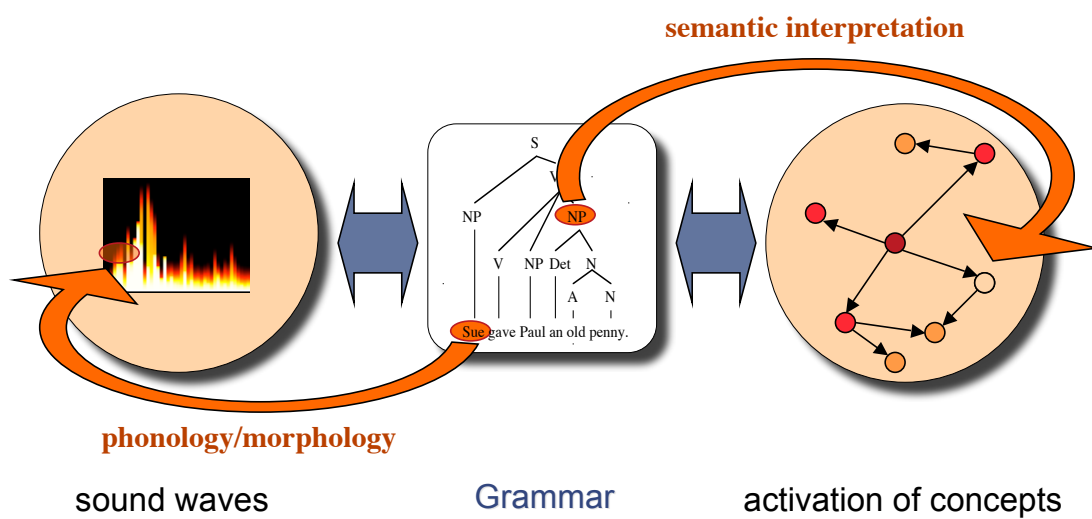 semantic interpretation
S
NP
NP
V NP Det N
A N
Sue gave Paul an old penny.
phonology/morphology
sound waves
Grammar
activation of concepts